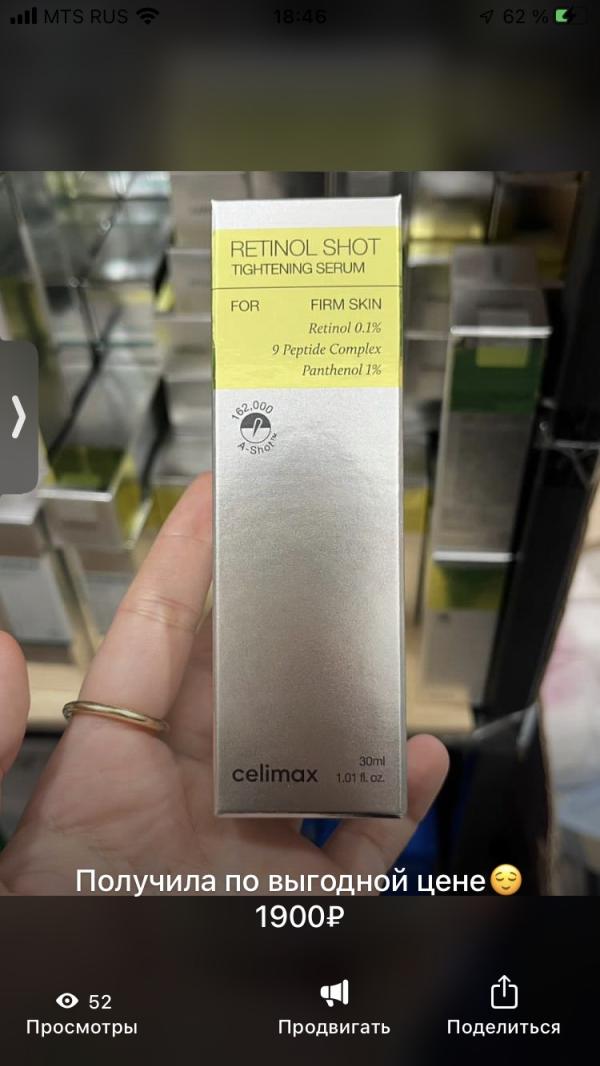 MTS RUS
18:46
62 %
RETINOL SHOT
TIGHTENING SERUM
FOR FIRM SKIN
Retinol 0.1%
9 Peptide Complex
Panthenol 1%
162,000
A-Shot™
celimax
30ml
1.01 fl. oz.
Получила по выгодной цене😌
1900₽
52
Просмотры
Продвигать
Поделиться